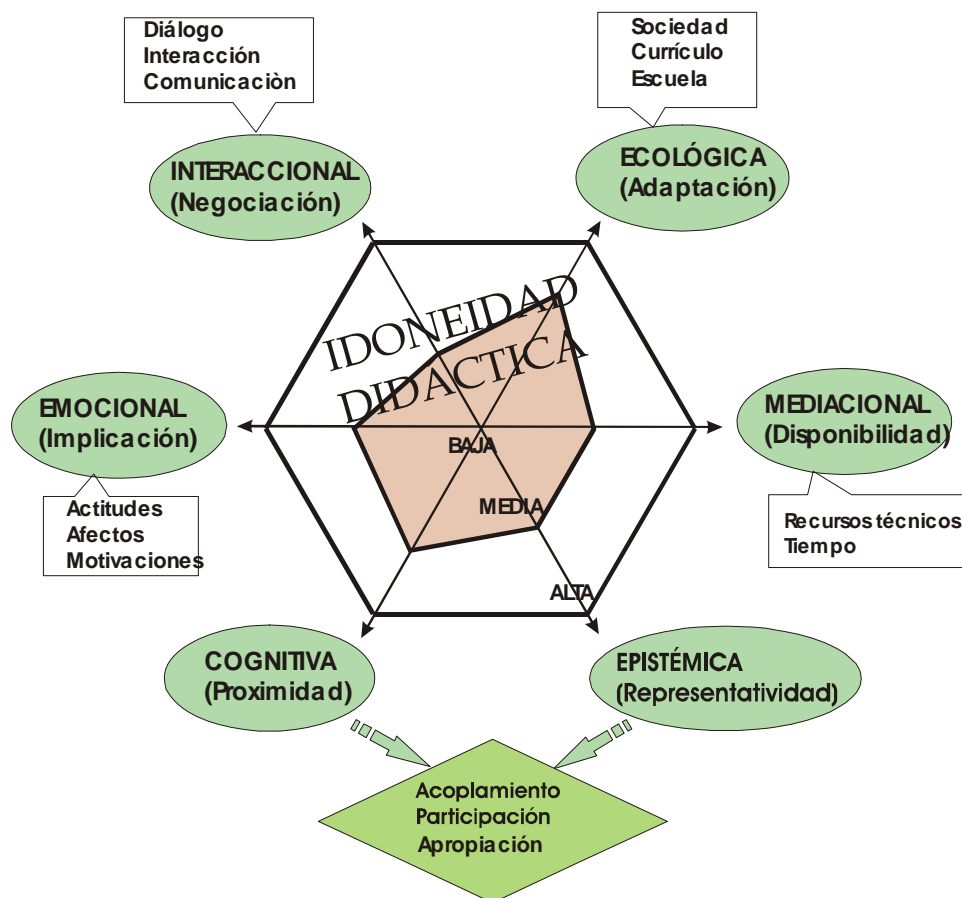 Diálogo
Interacción
Comunicaciòn
Sociedad
Currículo
Escuela
INTERACCIONAL
(Negociación)
ECOLÓGICA
(Adaptación)
IDONEIDAD
DIDACTICA
EMOCIONAL
(Implicación)
MEDIACIONAL
(Disponibilidad)
BAJA
MEDIA
ALTA
Actitudes
Afectos
Motivaciones
Recursos técnicos
Tiempo
COGNITIVA
(Proximidad)
EPISTÉMICA
(Representatividad)
Acoplamiento
Participación
Apropiación